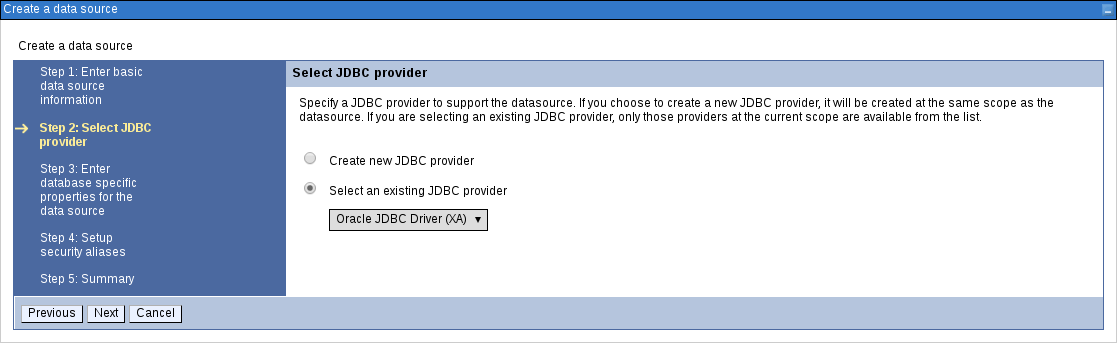 Create a data source
Create a data source
Step 1: Enter basic
data source
information
Step 2: Select JDBC
provider
Step 3: Enter
database specific
properties for the
data source
Step 4: Setup
security aliases
Step 5: Summary
Select JDBC provider
Specify a JDBC provider to support the datasource. If you choose to create a new JDBC provider, it will be created at the same scope as the
datasource. If you are selecting an existing JDBC provider, only those providers at the current scope are available from the list.
Create new JDBC provider
Select an existing JDBC provider
Oracle JDBC Driver (XA)
Previous Next Cancel